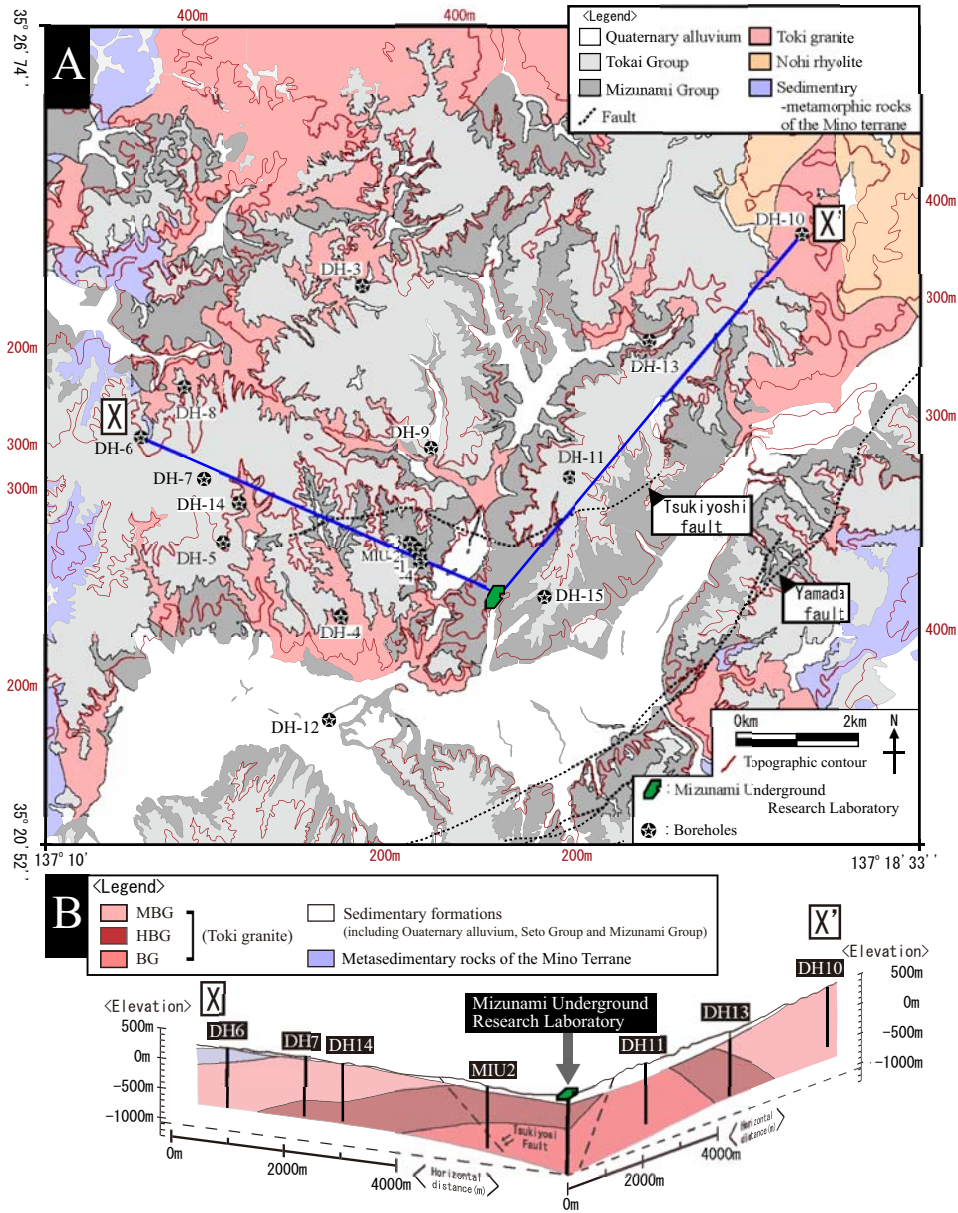 400m
400m
35°26′74′′
A
<Legend>
Quaternary alluvium
Tokai Group
Mizunami Group
Fault
Toki granite
Nohi rhyolite
Sedimentary
-metamorphic rocks
of the Mino terrane
400m
DH-10
X'
DH-3
300m
200m
DH-13
DH-8
X
300m
DH-6
300m
DH-9
DH-7
DH-11
300m
DH-14
Tsukiyoshi
fault
DH-5
MIU
DH-15
Yamada
fault
DH-4
400m
200m
DH-12
0km 2km N
Topographic contour
: Mizunami Underground
Research Laboratory
: Boreholes
35°20′52′′
137° 10'
200m
200m
137° 18' 33''
B
<Legend>
MBG
HBG
BG
(Toki granite)
Sedimentary formations
(including Ouaternary alluvium, Seto Group and Mizunami Group)
Metasedimentary rocks of the Mino Terrane
X'
<Elevation>
500m
0m
-500m
-1000m
DH10
X
<Elevation>
500m
0m
-500m
-1000m
Mizunami Underground
Research Laboratory
DH13
DH6
DH7
DH14
DH11
MIU2
Tsukiyosi
Fault
0m
2000m
4000m
Horizontal
distance(m)
0m
2000m
4000m
Horizontal
distance(m)